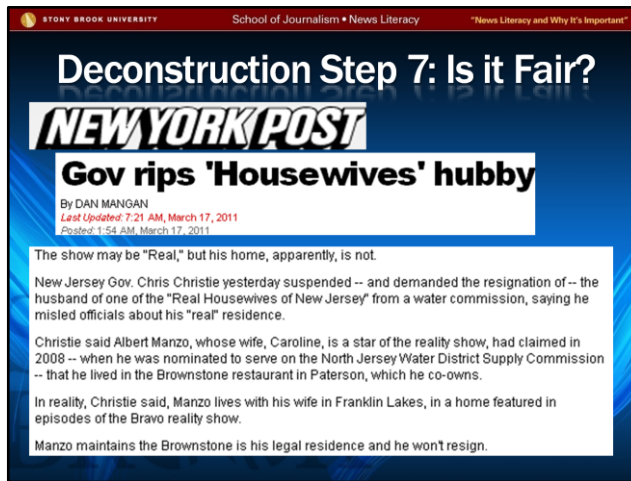 STONY BROOK UNIVERSITY School of Journalism • News Literacy "News Literacy and Why It's Important"
Deconstruction Step 7: Is it Fair?
NEW YORK POST
Gov rips 'Housewives' hubby
By DAN MANGAN
Last Updated: 7:21 AM, March 17, 2011
Posted: 1:54 AM, March 17, 2011
The show may be "Real," but his home, apparently, is not.
New Jersey Gov. Chris Christie yesterday suspended -- and demanded the resignation of -- the
husband of one of the "Real Housewives of New Jersey" from a water commission, saying he
misled officials about his "real" residence.
Christie said Albert Manzo, whose wife, Caroline, is a star of the reality show, had claimed in
2008 -- when he was nominated to serve on the North Jersey Water District Supply Commission
-- that he lived in the Brownstone restaurant in Paterson, which he co-owns.
In reality, Christie said, Manzo lives with his wife in Franklin Lakes, in a home featured in
episodes of the Bravo reality show.
Manzo maintains the Brownstone is his legal residence and he won't resign.